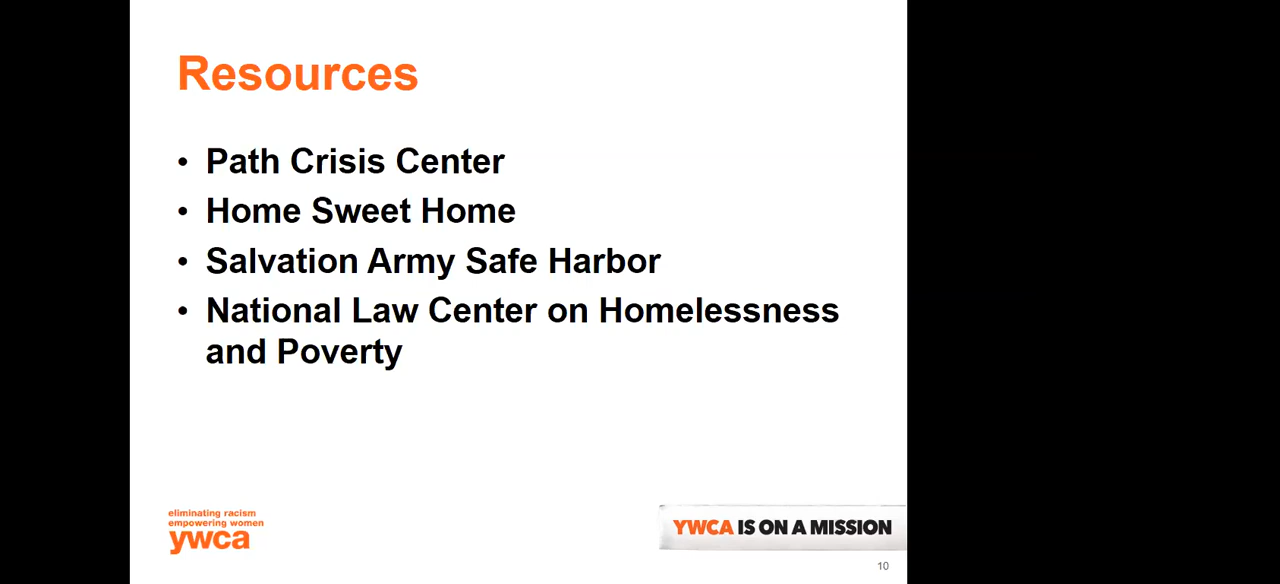 Resources
• Path Crisis Center
• Home Sweet Home
• Salvation Army Safe Harbor
• National Law Center on Homelessness
and Poverty
eliminating racism
empowering women
ywca
YWCA IS ON A MISSION
10